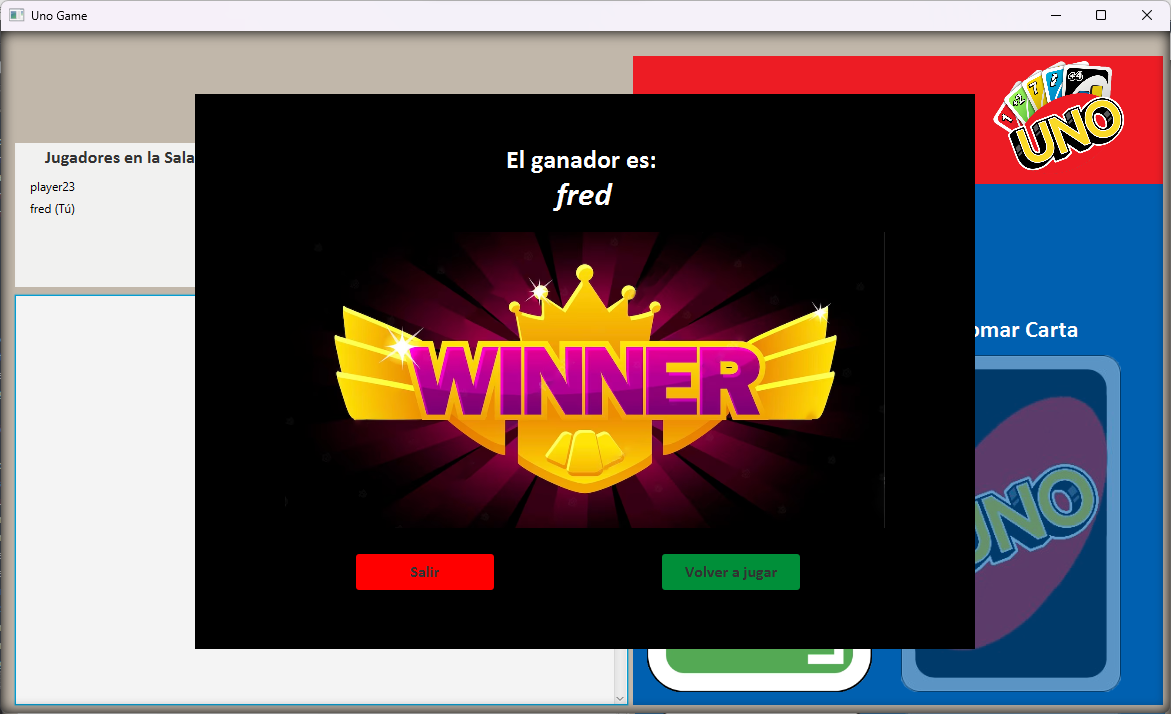 Uno Game
UNO
Jugadores en la Sala
player23
fred (Tú)
El ganador es:
fred
WINNER
omar Carta
UNO
Salir
Volver a jugar